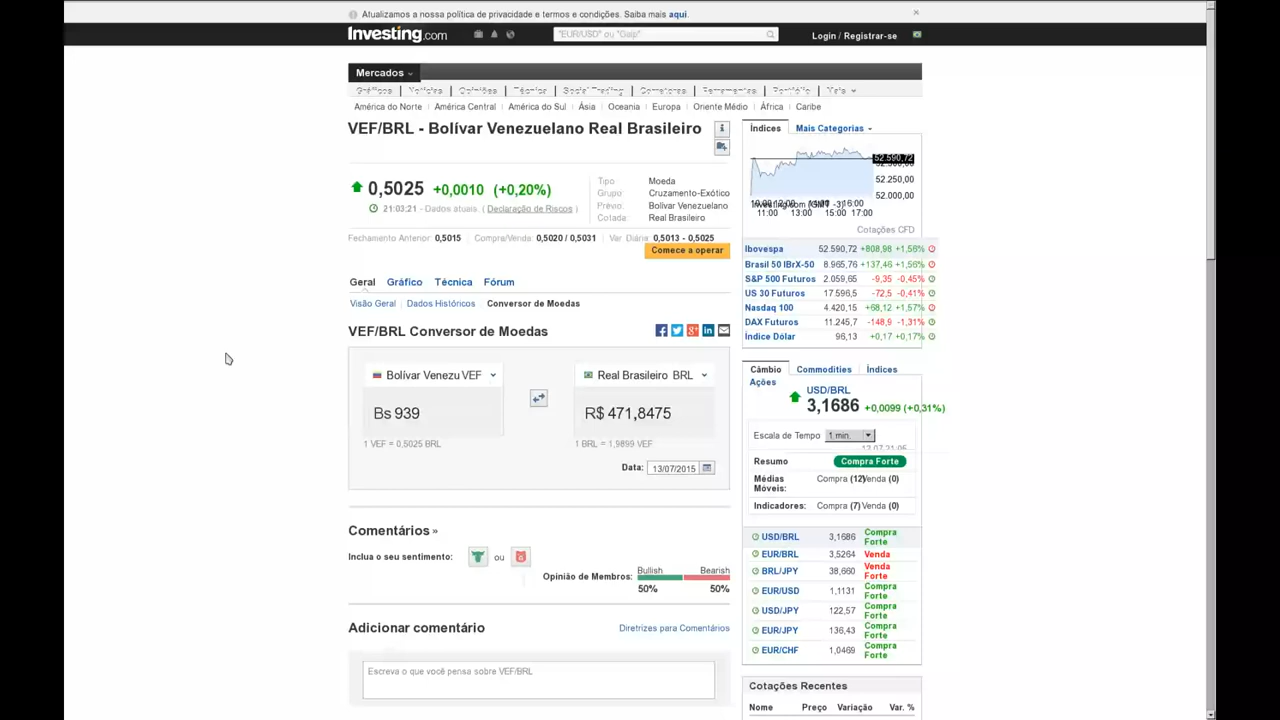 Atualizamos a nossa política de privacidade e termos e condições. Saiba mais aqui.
Investing.com
"EUR/USD" ou "Galp"
Login / Registrar-se
Mercados
Gráficos | Notícias | Opiniões | Técnica | Social Trading | Corretores | Ferramentas | Portfólio | Mais
América do Norte | América Central | América do Sul | Ásia | Oceania | Europa | Oriente Médio | África | Caribe
VEF/BRL - Bolívar Venezuelano Real Brasileiro
0,5025 +0,0010 (+0,20%)
21:03:21 - Dados atuais. ( Declaração de Riscos )
Tipo: Moeda
Grupo: Cruzamento-Exótico
Prévio: Bolívar Venezuelano
Cotada: Real Brasileiro
Fechamento Anterior: 0,5015 | Compra/Venda: 0,5020 / 0,5031 | Var. Diária: 0,5013 - 0,5025
Comece a operar
Geral Gráfico Técnica Fórum
Visão Geral | Dados Históricos | Conversor de Moedas
VEF/BRL Conversor de Moedas
Bolívar Venezu VEF
Real Brasileiro BRL
Bs 939
R$ 471,8475
1 VEF = 0,5025 BRL
1 BRL = 1,9899 VEF
Data: 13/07/2015
Comentários »
Inclua o seu sentimento: ou
Opinião de Membros:
Bullish Bearish
50% 50%
Adicionar comentário
Diretrizes para Comentários
Escreva o que você pensa sobre VEF/BRL
Índices Mais Categorias
52.590,72
52.500,00
52.250,00
52.000,00
11:00 13:00 15:00 17:00
Cotações CFD
Ibovespa 52.590,72 +808,98 +1,56%
Brasil 50 IBrX-50 8.965,76 +137,46 +1,56%
S&P 500 Futuros 2.059,65 -9,35 -0,45%
US 30 Futuros 17.596,5 -72,5 -0,41%
Nasdaq 100 4.420,15 +68,12 +1,57%
DAX Futuros 11.245,7 -148,9 -1,31%
Índice Dólar 96,13 +0,17 +0,17%
Câmbio Commodities Índices
Ações
USD/BRL
3,1686 +0,0099 (+0,31%)
Escala de Tempo 1 min.
Resumo Compra Forte
Médias Móveis: Compra (12) Venda (0)
Indicadores: Compra (7) Venda (0)
USD/BRL 3,1686 Compra Forte
EUR/BRL 3,5264 Venda
BRL/JPY 38,660 Venda Forte
EUR/USD 1,1131 Compra Forte
USD/JPY 122,57 Compra Forte
EUR/JPY 136,43 Compra Forte
EUR/CHF 1,0469 Compra Forte
Cotações Recentes
Nome Preço Variação Var. %